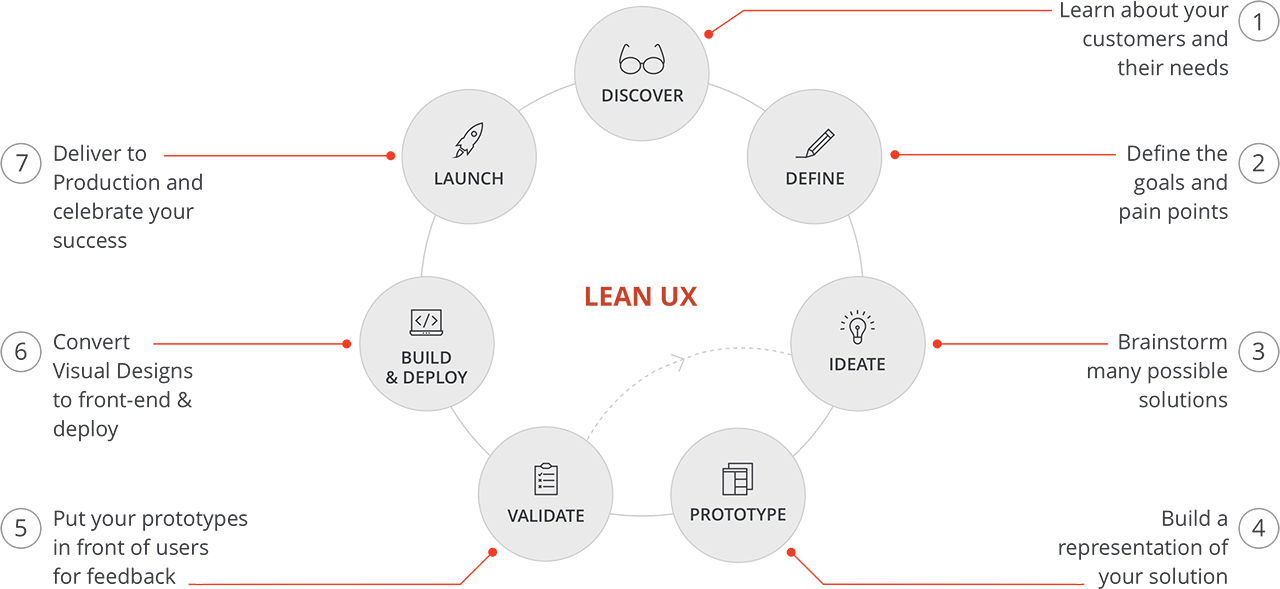 1
Learn about your
customers and
their needs
DISCOVER
2
Define the
goals and
pain points
DEFINE
3
Brainstorm
many possible
solutions
IDEATE
4
Build a
representation of
your solution
PROTOTYPE
5
Put your prototypes
in front of users
for feedback
VALIDATE
6
Convert
Visual Designs
to front-end &
deploy
BUILD
& DEPLOY
7
Deliver to
Production and
celebrate your
success
LAUNCH
LEAN UX